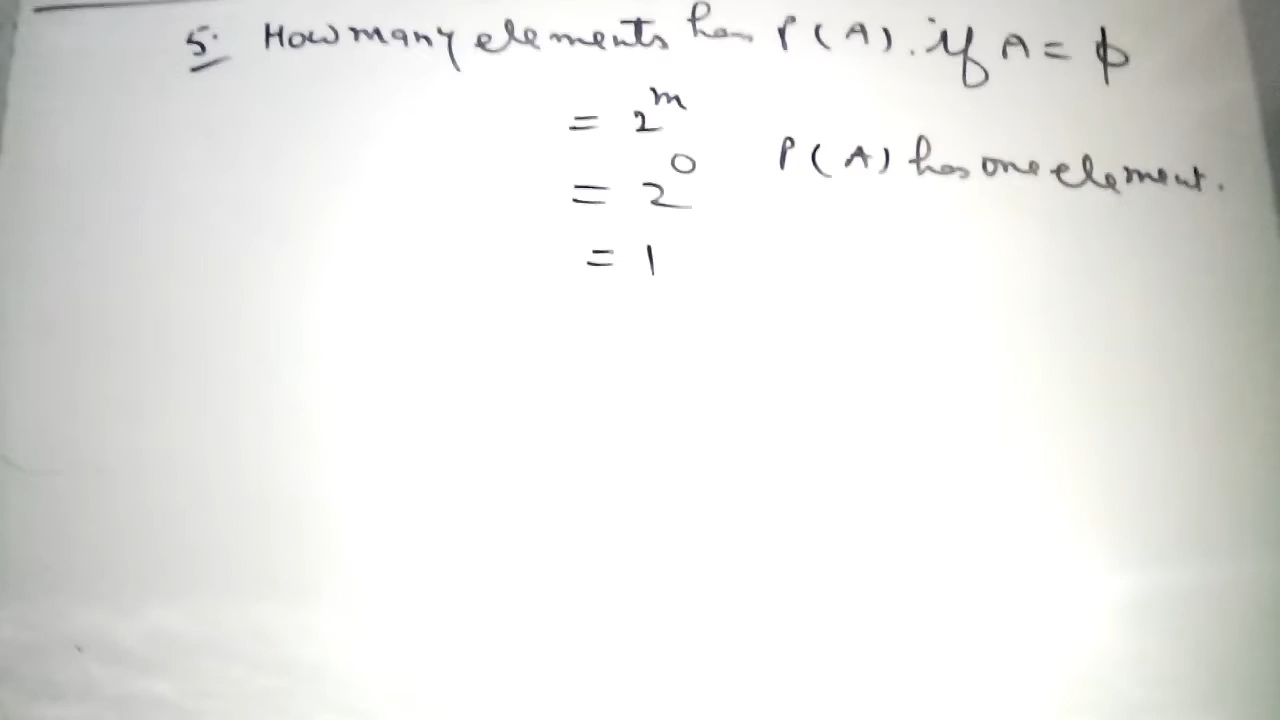 5. How many elements has P(A). if A = ϕ
= 2^m
= 2^0 P(A) has one element.
= 1